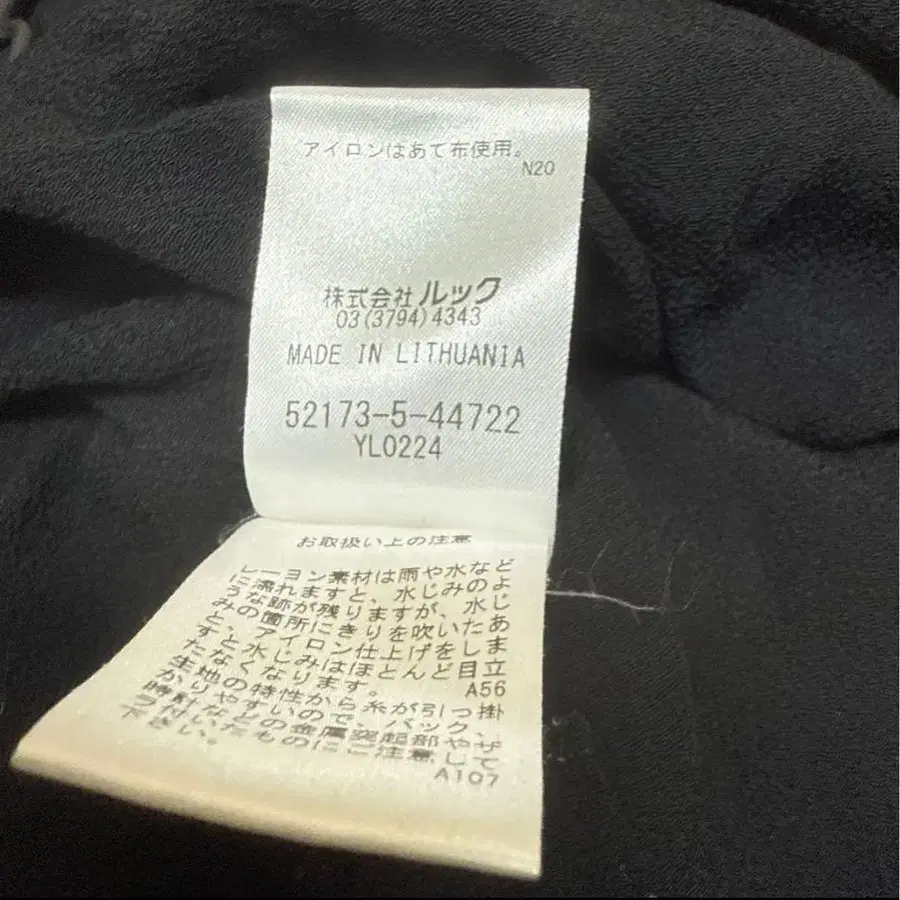 アイロンはあて布使用。
N20
株式会社 ルック
03(3794)4343
MADE IN LITHUANIA
52173-5-44722
YL0224
お取扱い上の注意
レーヨン素材は雨や水など
に濡れますと、水じみのよ
うな跡が残りますが、水じ
みの箇所にきりを吹いたあ
と、アイロン仕上げをしま
すと水じみはほとんど目立
たなくなります。 A56
生地の特性から糸が引っ掛
かりやすいので、バック、
時計などの金属突起部やザ
ラ付いたものにご注意して
下さい。
A107